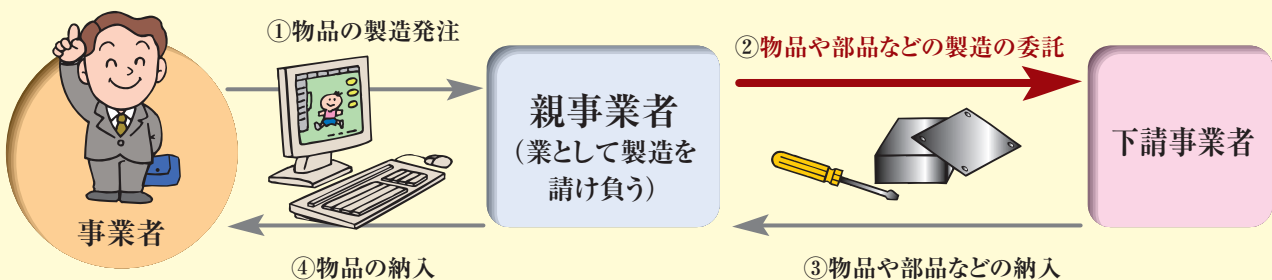 ①物品の製造発注
②物品や部品などの製造の委託
親事業者
（業として製造を
請け負う）
下請事業者
事業者
④物品の納入
③物品や部品などの納入